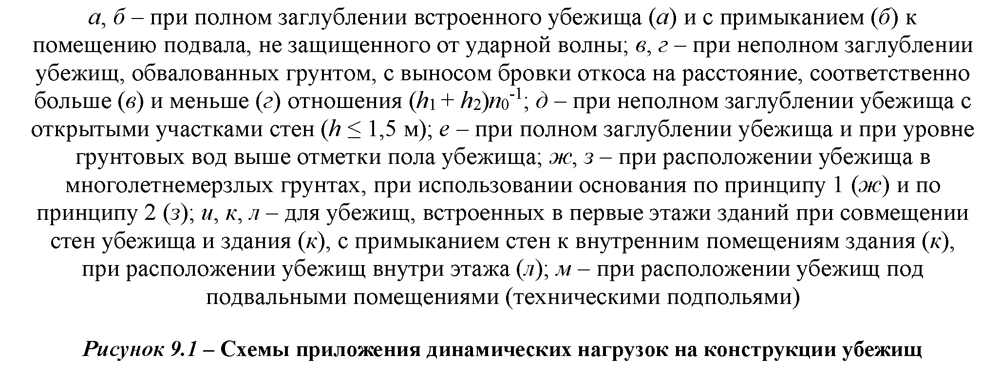 а, б – при полном заглублении встроенного убежища (а) и с примыканием (б) к
помещению подвала, не защищенного от ударной волны; в, г – при неполном заглублении
убежищ, обвалованных грунтом, с выносом бровки откоса на расстояние, соответственно
больше (в) и меньше (г) отношения (h1 + h2)n0-1; д – при неполном заглублении убежища с
открытыми участками стен (h ≤ 1,5 м); е – при полном заглублении убежища и при уровне
грунтовых вод выше отметки пола убежища; ж, з – при расположении убежища в
многолетнемерзлых грунтах, при использовании основания по принципу 1 (ж) и по
принципу 2 (з); и, к, л – для убежищ, встроенных в первые этажи зданий при совмещении
стен убежища и здания (к), с примыканием стен к внутренним помещениям здания (к),
при расположении убежищ внутри этажа (л); м – при расположении убежищ под
подвальными помещениями (техническими подпольями)
Рисунок 9.1 – Схемы приложения динамических нагрузок на конструкции убежищ